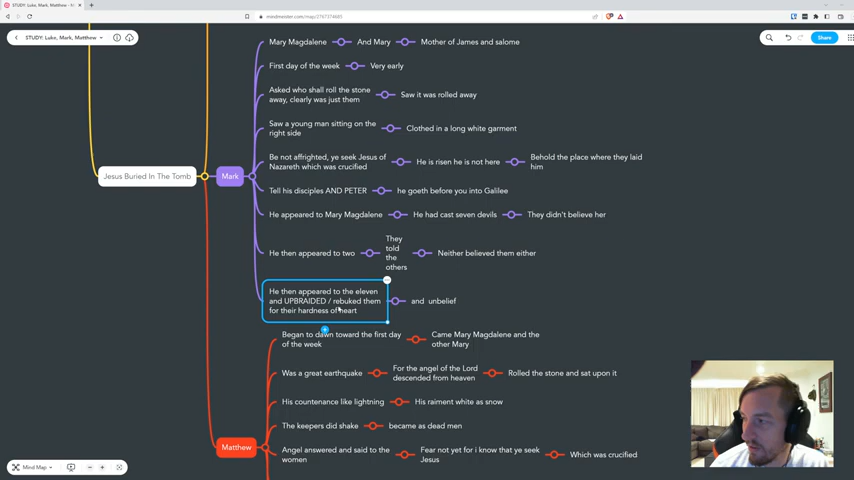 STUDY: Luke, Mark, Matthew - M
mindmeister.com/map/2767374685
STUDY: Luke, Mark, Matthew
Share
Mary Magdalene
And Mary
Mother of James and salome
First day of the week
Very early
Asked who shall roll the stone
away, clearly was just them
Saw it was rolled away
Saw a young man sitting on the
right side
Clothed in a long white garment
Jesus Buried In The Tomb
Mark
Be not affrighted, ye seek Jesus of
Nazareth which was crucified
He is risen he is not here
Behold the place where they laid
him
Tell his disciples AND PETER
he goeth before you into Galilee
He appeared to Mary Magdalene
He had cast seven devils
They didn't believe her
He then appeared to two
They
told
the
others
Neither believed them either
He then appeared to the eleven
and UPBRAIDED / rebuked them
for their hardness of heart
and unbelief
Began to dawn toward the first day
of the week
Came Mary Magdalene and the
other Mary
Was a great earthquake
For the angel of the Lord
descended from heaven
Rolled the stone and sat upon it
His countenance like lightning
His raiment white as snow
The keepers did shake
became as dead men
Matthew
Angel answered and said to the
women
Fear not yet for i know that ye seek
Jesus
Which was crucified
Mind Map